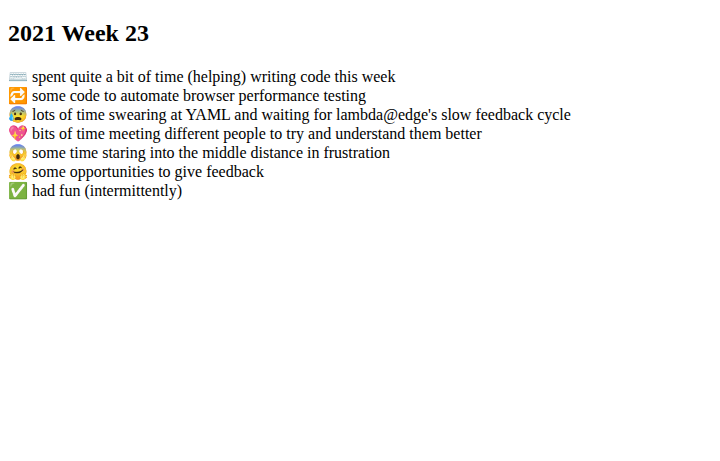 2021 Week 23
⌨️ spent quite a bit of time (helping) writing code this week
🔁 some code to automate browser performance testing
😰 lots of time swearing at YAML and waiting for lambda@edge's slow feedback cycle
💖 bits of time meeting different people to try and understand them better
😱 some time staring into the middle distance in frustration
🤗 some opportunities to give feedback
✅ had fun (intermittently)